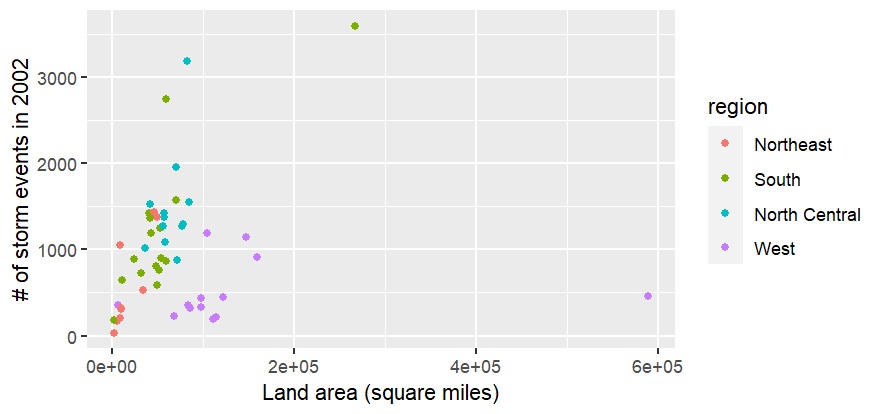 # of storm events in 2002
3000
2000
1000
0
0e+00 2e+05 4e+05 6e+05
Land area (square miles)
region
Northeast
South
North Central
West